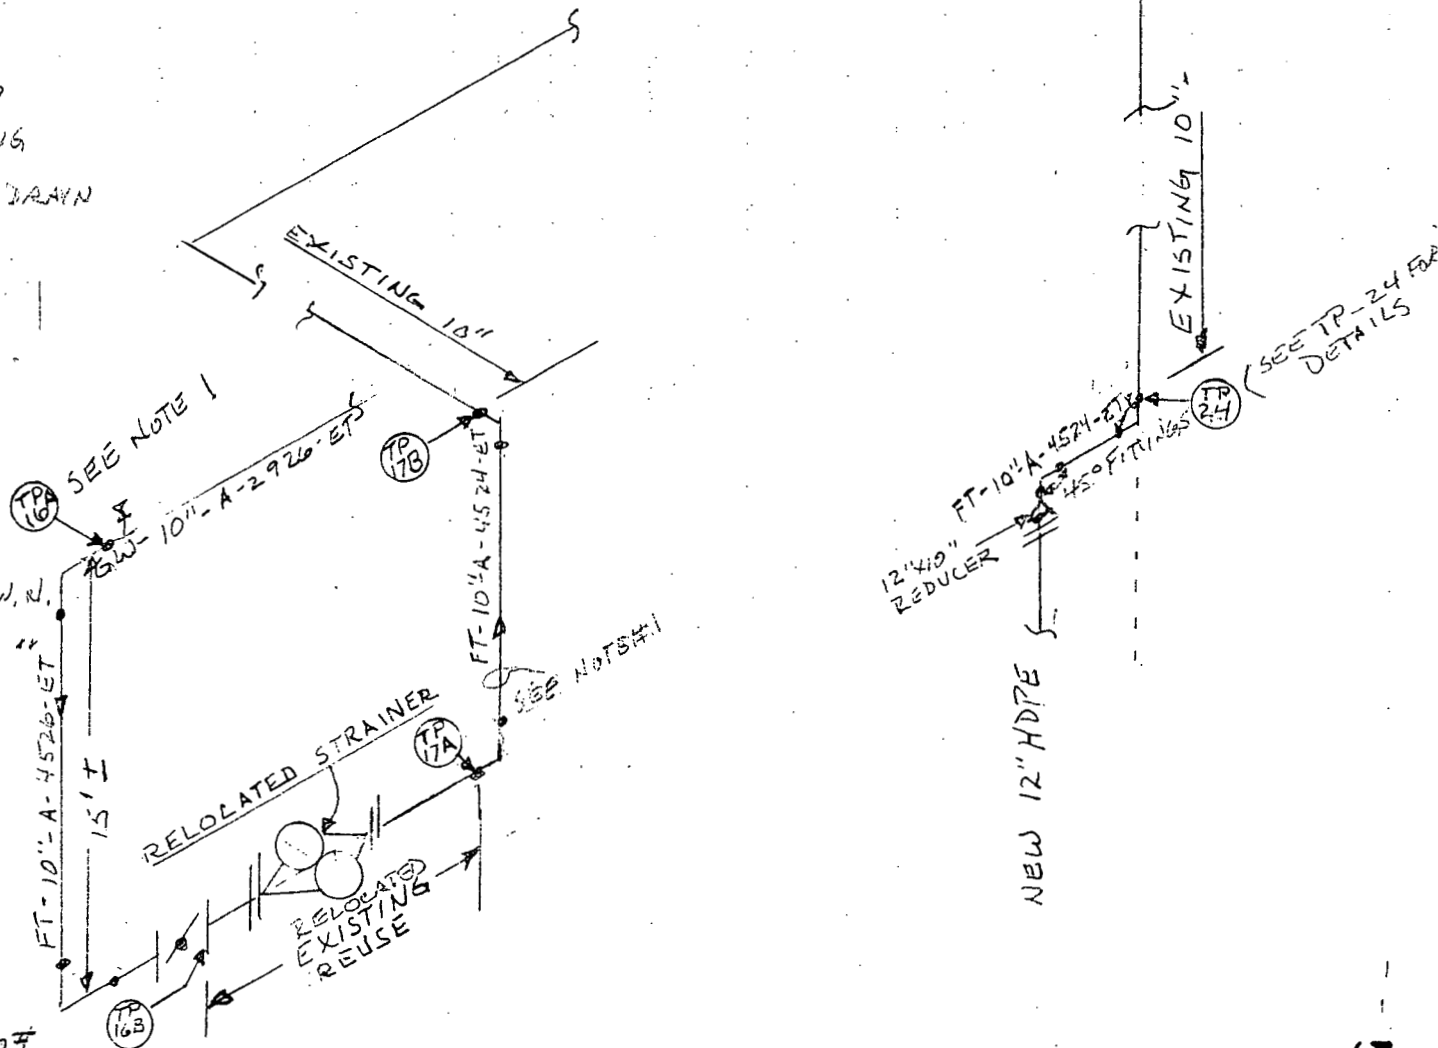 DRAWN
EXISTING 10"
SEE NOTE 1
TP 16A
GW-10"-A-2926-ET
TP 17B
FT-10"-A-4524-ET
SEE NOTE#1
FT-10"-A-4526-ET
15' ±
RELOCATED STRAINER
TP 17A
RELOCATED
EXISTING
REUSE
TP 16B
EXISTING 10"
(SEE TP-24 FOR
DETAILS
TP 24
FT-10"-A-4524-ET
45° FITTINGS
12"x10"
REDUCER
NEW 12" HDPE